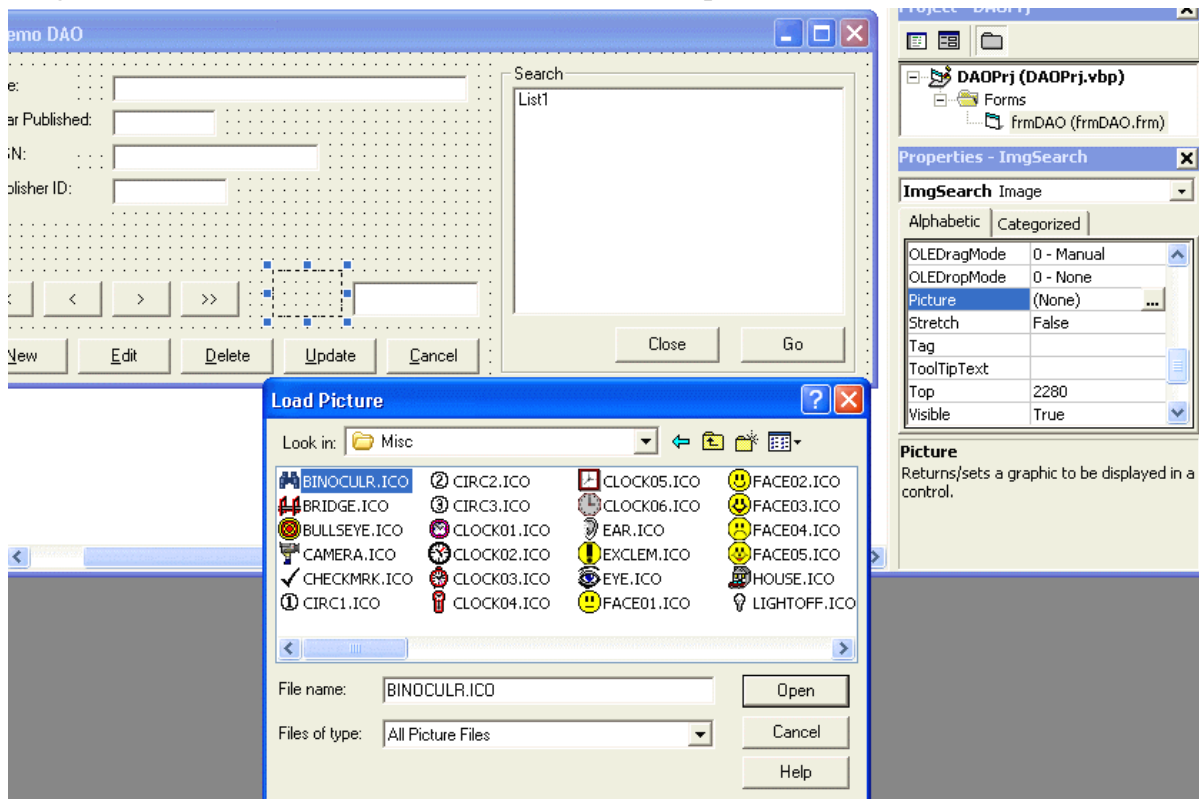 emo DAO
e:
ar Published:
SN:
blisher ID:
<
>
>>
New
Edit
Delete
Update
Cancel
Search
List1
Close
Go
Project - DAOPrj
DAOPrj (DAOPrj.vbp)
Forms
frmDAO (frmDAO.frm)
Properties - ImgSearch
ImgSearch Image
Alphabetic
Categorized
OLEDragMode 0 - Manual
OLEDropMode 0 - None
Picture (None) ...
Stretch False
Tag
ToolTipText
Top 2280
Visible True
Picture
Returns/sets a graphic to be displayed in a
control.
Load Picture
Look in: Misc
BINOCULR.ICO
BRIDGE.ICO
BULLSEYE.ICO
CAMERA.ICO
CHECKMRK.ICO
CIRC1.ICO
CIRC2.ICO
CIRC3.ICO
CLOCK01.ICO
CLOCK02.ICO
CLOCK03.ICO
CLOCK04.ICO
CLOCK05.ICO
CLOCK06.ICO
EAR.ICO
EXCLEM.ICO
EYE.ICO
FACE01.ICO
FACE02.ICO
FACE03.ICO
FACE04.ICO
FACE05.ICO
HOUSE.ICO
LIGHTOFF.ICO
File name: BINOCULR.ICO
Open
Files of type: All Picture Files
Cancel
Help